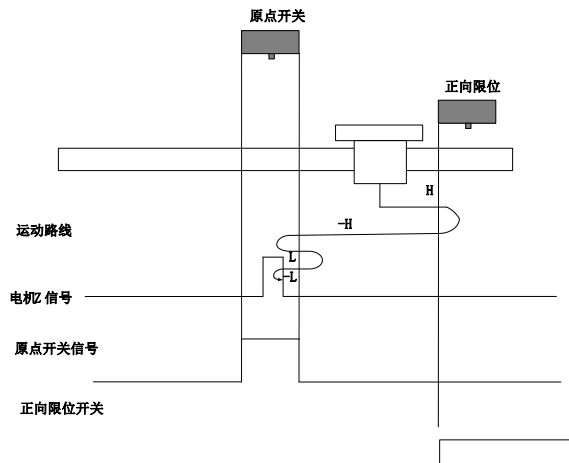 原点开关
正向限位
H
-H
运动路线
L
-L
电机Z 信号
原点开关信号
正向限位开关